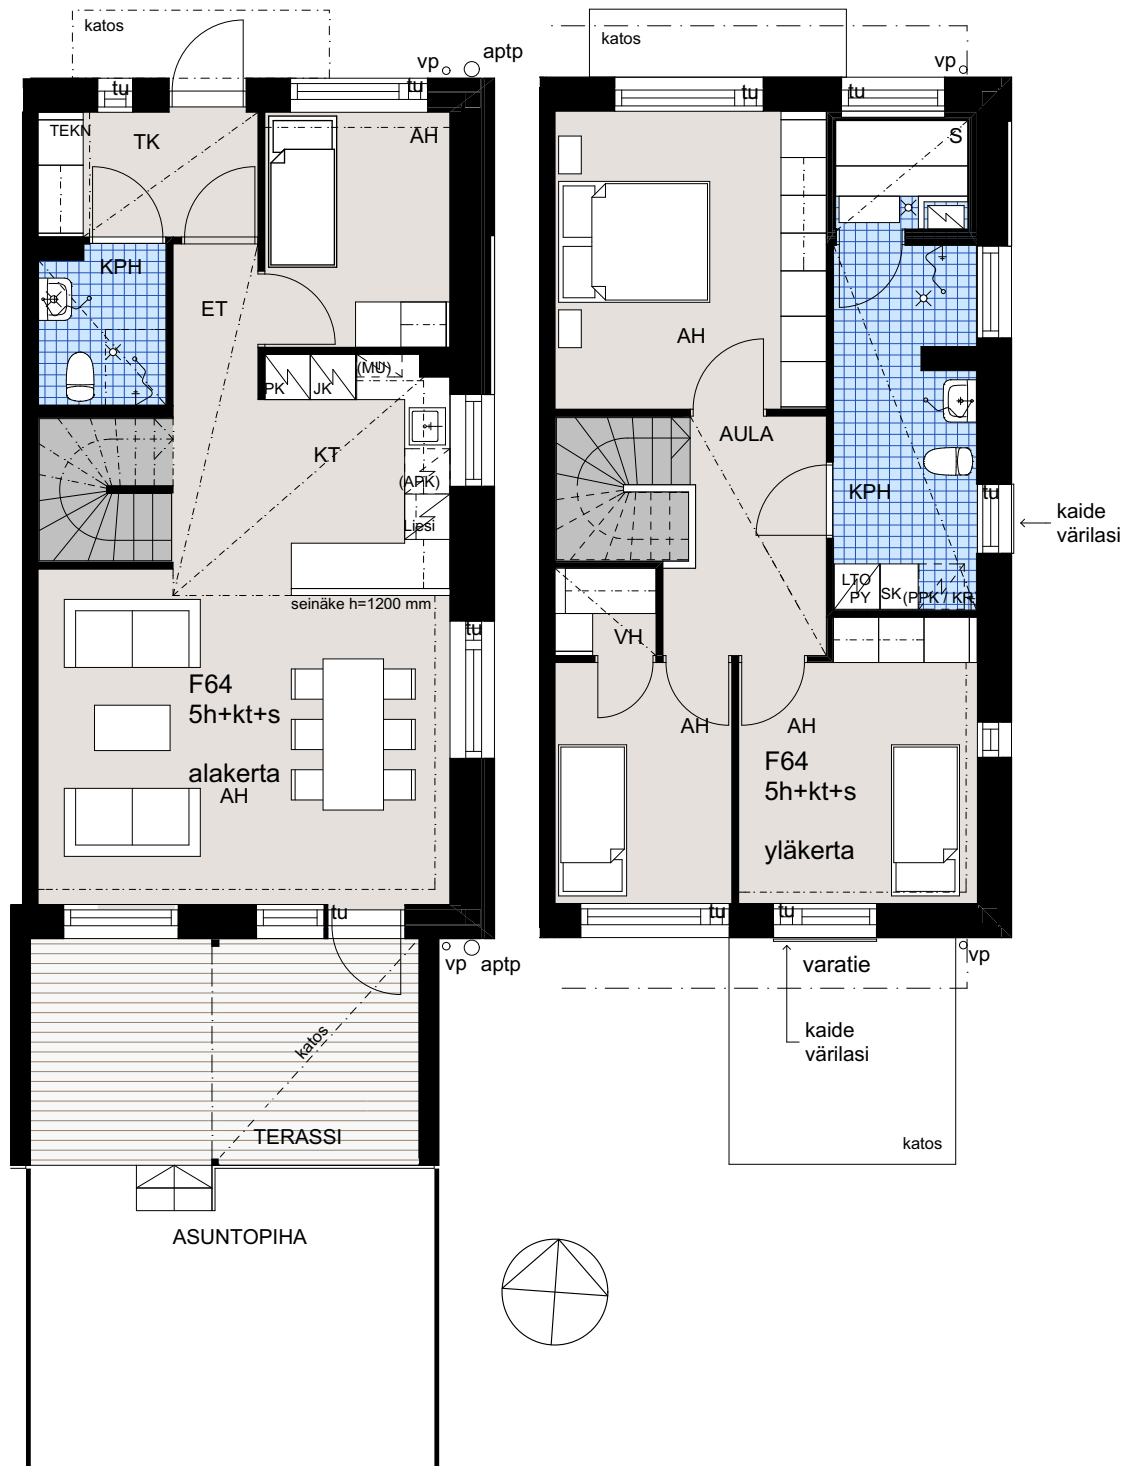 katos
vp
aptp
tu
tu
TEKN
TK
AH
KPH
ET
PK
JK
(MU)
KT
(APK)
Liesi
seinäke h=1200 mm
tu
F64
5h+kt+s
alakerta
AH
tu
vp
aptp
katos
TERASSI
ASUNTOPIHA
katos
vp
tu
tu
S
AH
AULA
KPH
tu
kaide
värilasi
LTO
PY
SK
(PPK / KR)
VH
AH
AH
F64
5h+kt+s
yläkerta
tu
tu
vp
varatie
kaide
värilasi
katos